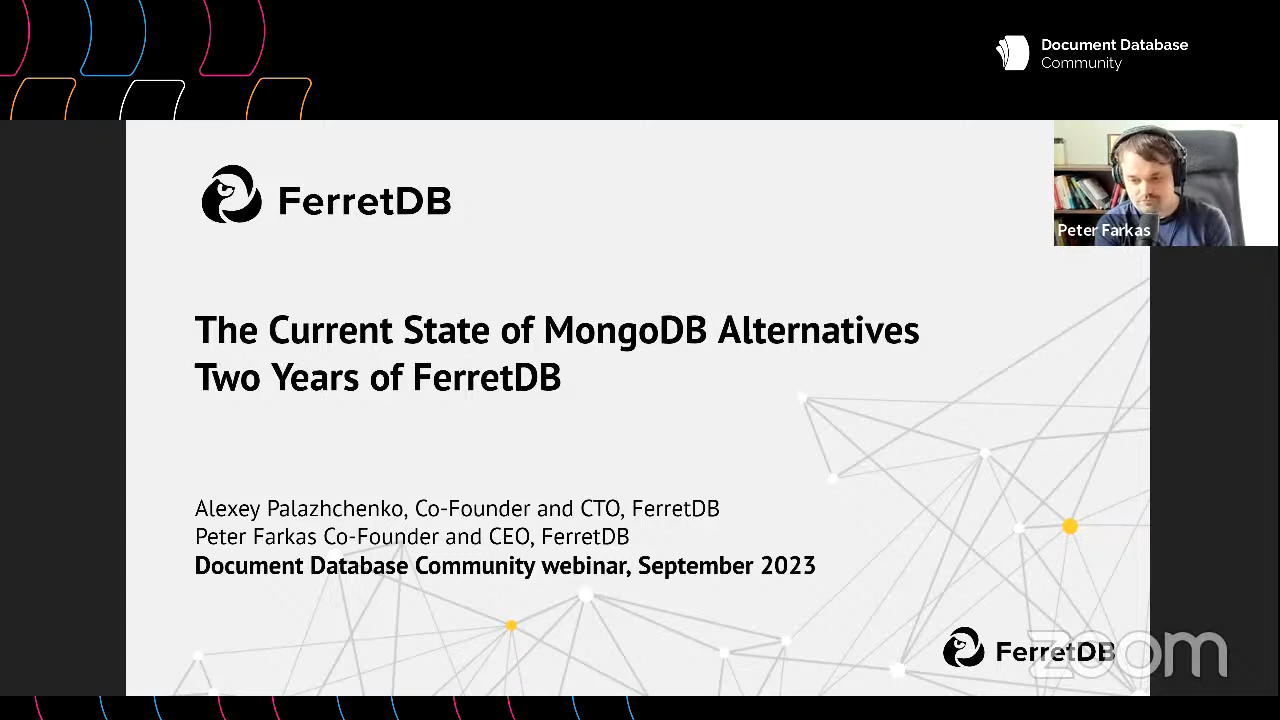 Document Database
Community
FerretDB
Peter Farkas
The Current State of MongoDB Alternatives
Two Years of FerretDB
Alexey Palazhchenko, Co-Founder and CTO, FerretDB
Peter Farkas Co-Founder and CEO, FerretDB
Document Database Community webinar, September 2023
FerretDB
zoom